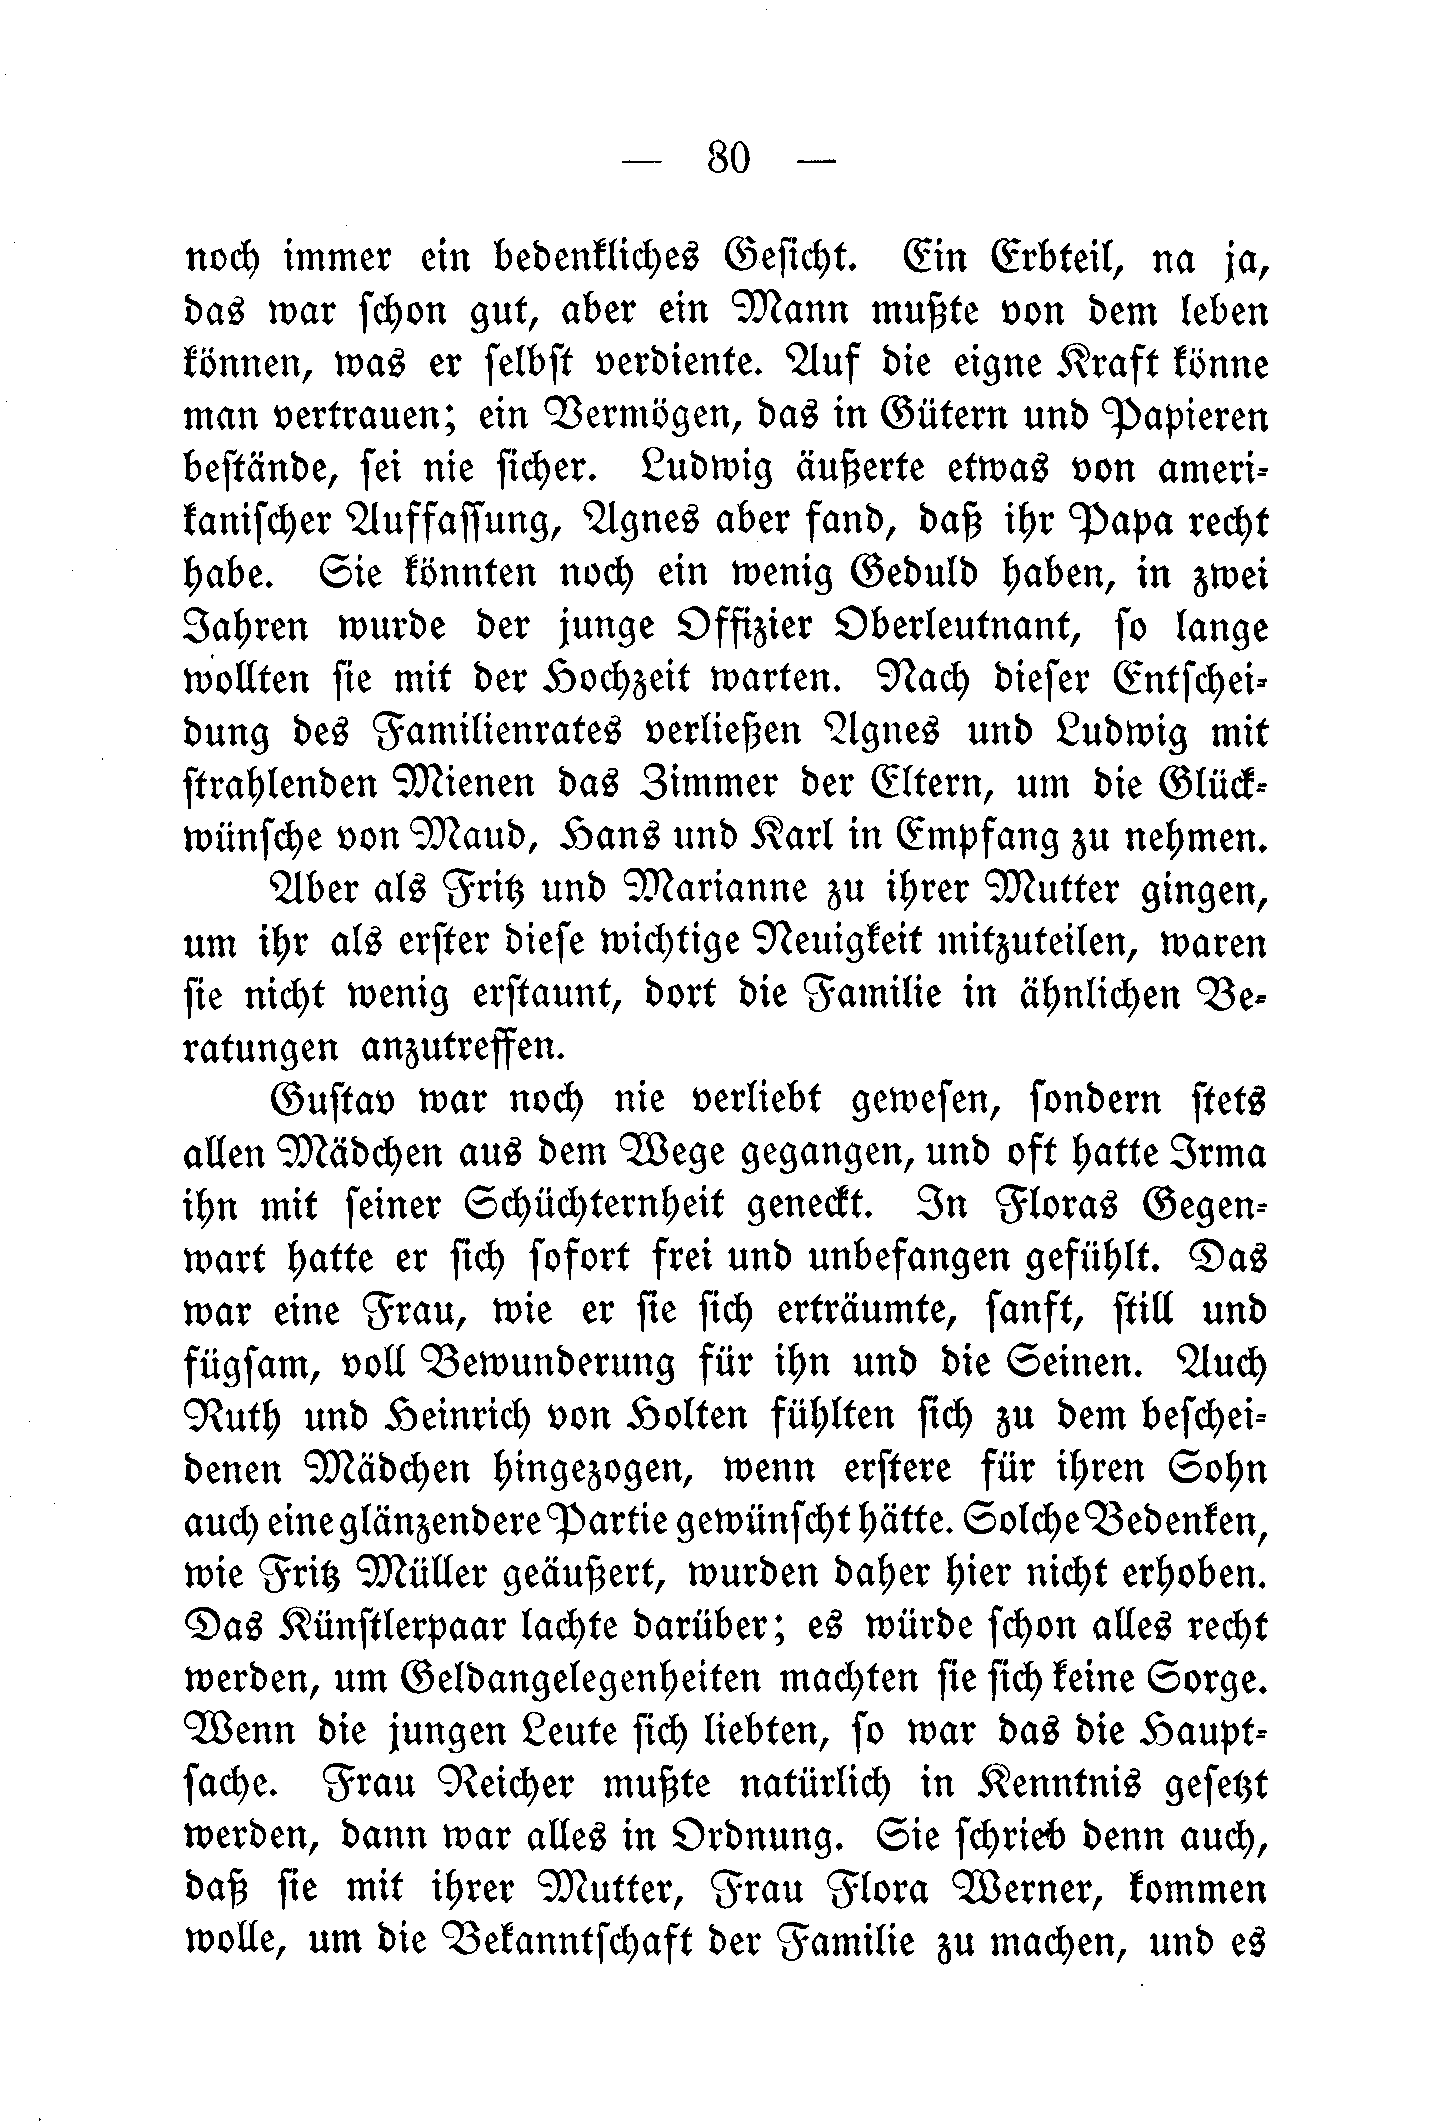 — 80 —
noch immer ein bedenkliches Gesicht. Ein Erbteil, na ja,
das war schon gut, aber ein Mann mußte von dem leben
können, was er selbst verdiente. Auf die eigne Kraft könne
man vertrauen; ein Vermögen, das in Gütern und Papieren
bestände, sei nie sicher. Ludwig äußerte etwas von ameri-
kanischer Auffassung, Agnes aber fand, daß ihr Papa recht
habe. Sie könnten noch ein wenig Geduld haben, in zwei
Jahren wurde der junge Offizier Oberleutnant, so lange
wollten sie mit der Hochzeit warten. Nach dieser Entschei-
dung des Familienrates verließen Agnes und Ludwig mit
strahlenden Mienen das Zimmer der Eltern, um die Glück-
wünsche von Maud, Hans und Karl in Empfang zu nehmen.
Aber als Fritz und Marianne zu ihrer Mutter gingen,
um ihr als erster diese wichtige Neuigkeit mitzuteilen, waren
sie nicht wenig erstaunt, dort die Familie in ähnlichen Be-
ratungen anzutreffen.
Gustav war noch nie verliebt gewesen, sondern stets
allen Mädchen aus dem Wege gegangen, und oft hatte Irma
ihn mit seiner Schüchternheit geneckt. In Floras Gegen-
wart hatte er sich sofort frei und unbefangen gefühlt. Das
war eine Frau, wie er sie sich erträumte, sanft, still und
fügsam, voll Bewunderung für ihn und die Seinen. Auch
Ruth und Heinrich von Holten fühlten sich zu dem beschei-
denen Mädchen hingezogen, wenn erstere für ihren Sohn
auch eine glänzendere Partie gewünscht hätte. Solche Bedenken,
wie Fritz Müller geäußert, wurden daher hier nicht erhoben.
Das Künstlerpaar lachte darüber; es würde schon alles recht
werden, um Geldangelegenheiten machten sie sich keine Sorge.
Wenn die jungen Leute sich liebten, so war das die Haupt-
sache. Frau Reicher mußte natürlich in Kenntnis gesetzt
werden, dann war alles in Ordnung. Sie schrieb denn auch,
daß sie mit ihrer Mutter, Frau Flora Werner, kommen
wolle, um die Bekanntschaft der Familie zu machen, und es